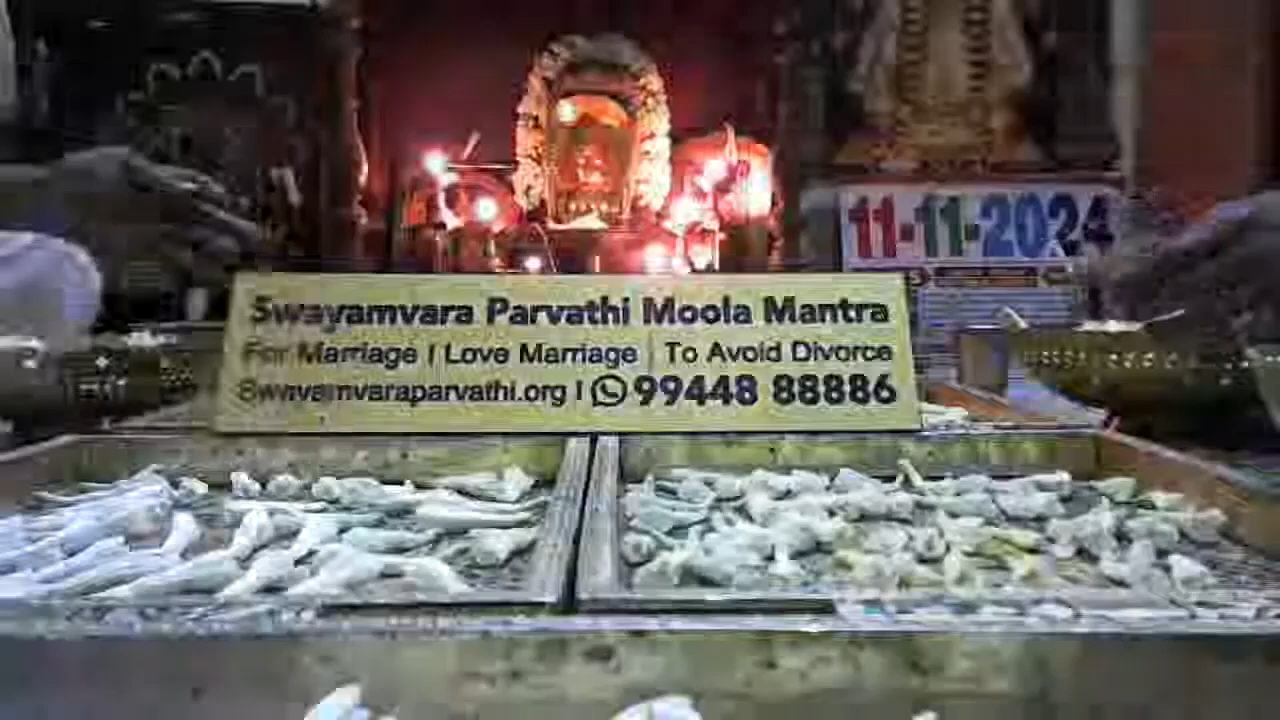 11-11-2024
Swayamvara Parvathi Moola Mantra
For Marriage | Love Marriage | To Avoid Divorce
Swayamvaraparvathi.org | 99448 88886